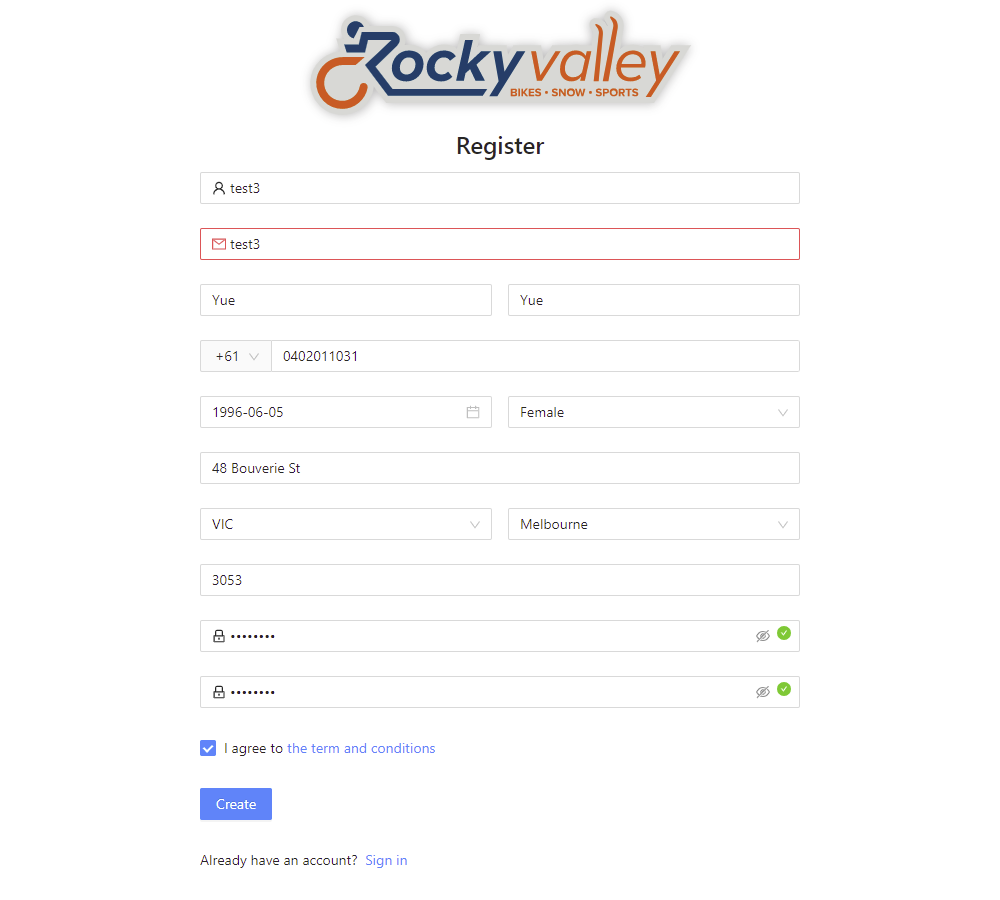 Rockyvalley
BIKES • SNOW • SPORTS
Register
test3
test3
Yue Yue
+61 0402011031
1996-06-05 Female
48 Bouverie St
VIC Melbourne
3053
••••••••
••••••••
I agree to the term and conditions
Create
Already have an account? Sign in